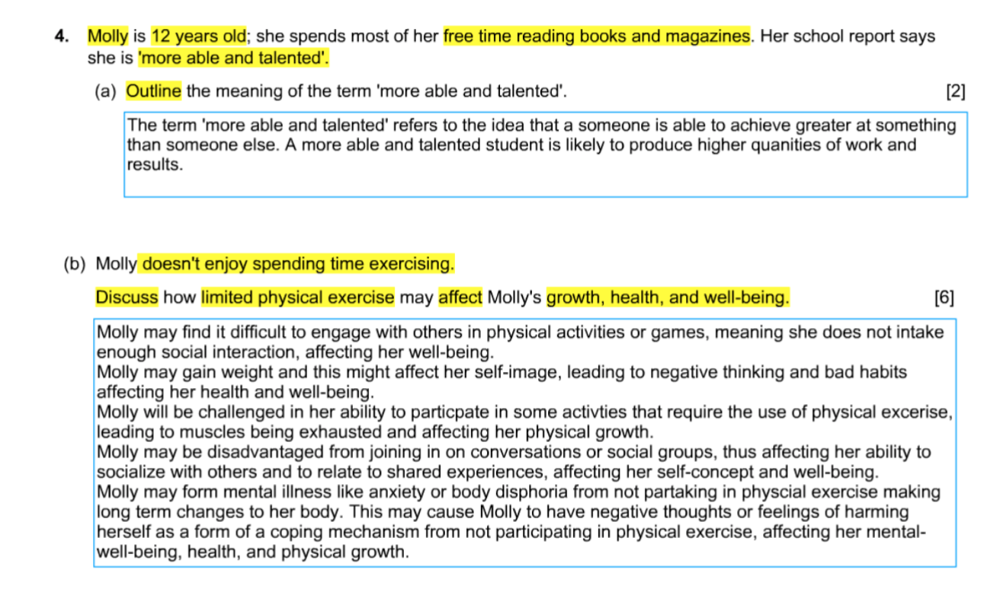 4. Molly is 12 years old; she spends most of her free time reading books and magazines. Her school report says
she is 'more able and talented'.
(a) Outline the meaning of the term 'more able and talented'. [2]
The term 'more able and talented' refers to the idea that a someone is able to achieve greater at something
than someone else. A more able and talented student is likely to produce higher quanities of work and
results.
(b) Molly doesn't enjoy spending time exercising.
Discuss how limited physical exercise may affect Molly's growth, health, and well-being. [6]
Molly may find it difficult to engage with others in physical activities or games, meaning she does not intake
enough social interaction, affecting her well-being.
Molly may gain weight and this might affect her self-image, leading to negative thinking and bad habits
affecting her health and well-being.
Molly will be challenged in her ability to particpate in some activties that require the use of physical excerise,
leading to muscles being exhausted and affecting her physical growth.
Molly may be disadvantaged from joining in on conversations or social groups, thus affecting her ability to
socialize with others and to relate to shared experiences, affecting her self-concept and well-being.
Molly may form mental illness like anxiety or body disphoria from not partaking in physcial exercise making
long term changes to her body. This may cause Molly to have negative thoughts or feelings of harming
herself as a form of a coping mechanism from not participating in physical exercise, affecting her mental-
well-being, health, and physical growth.